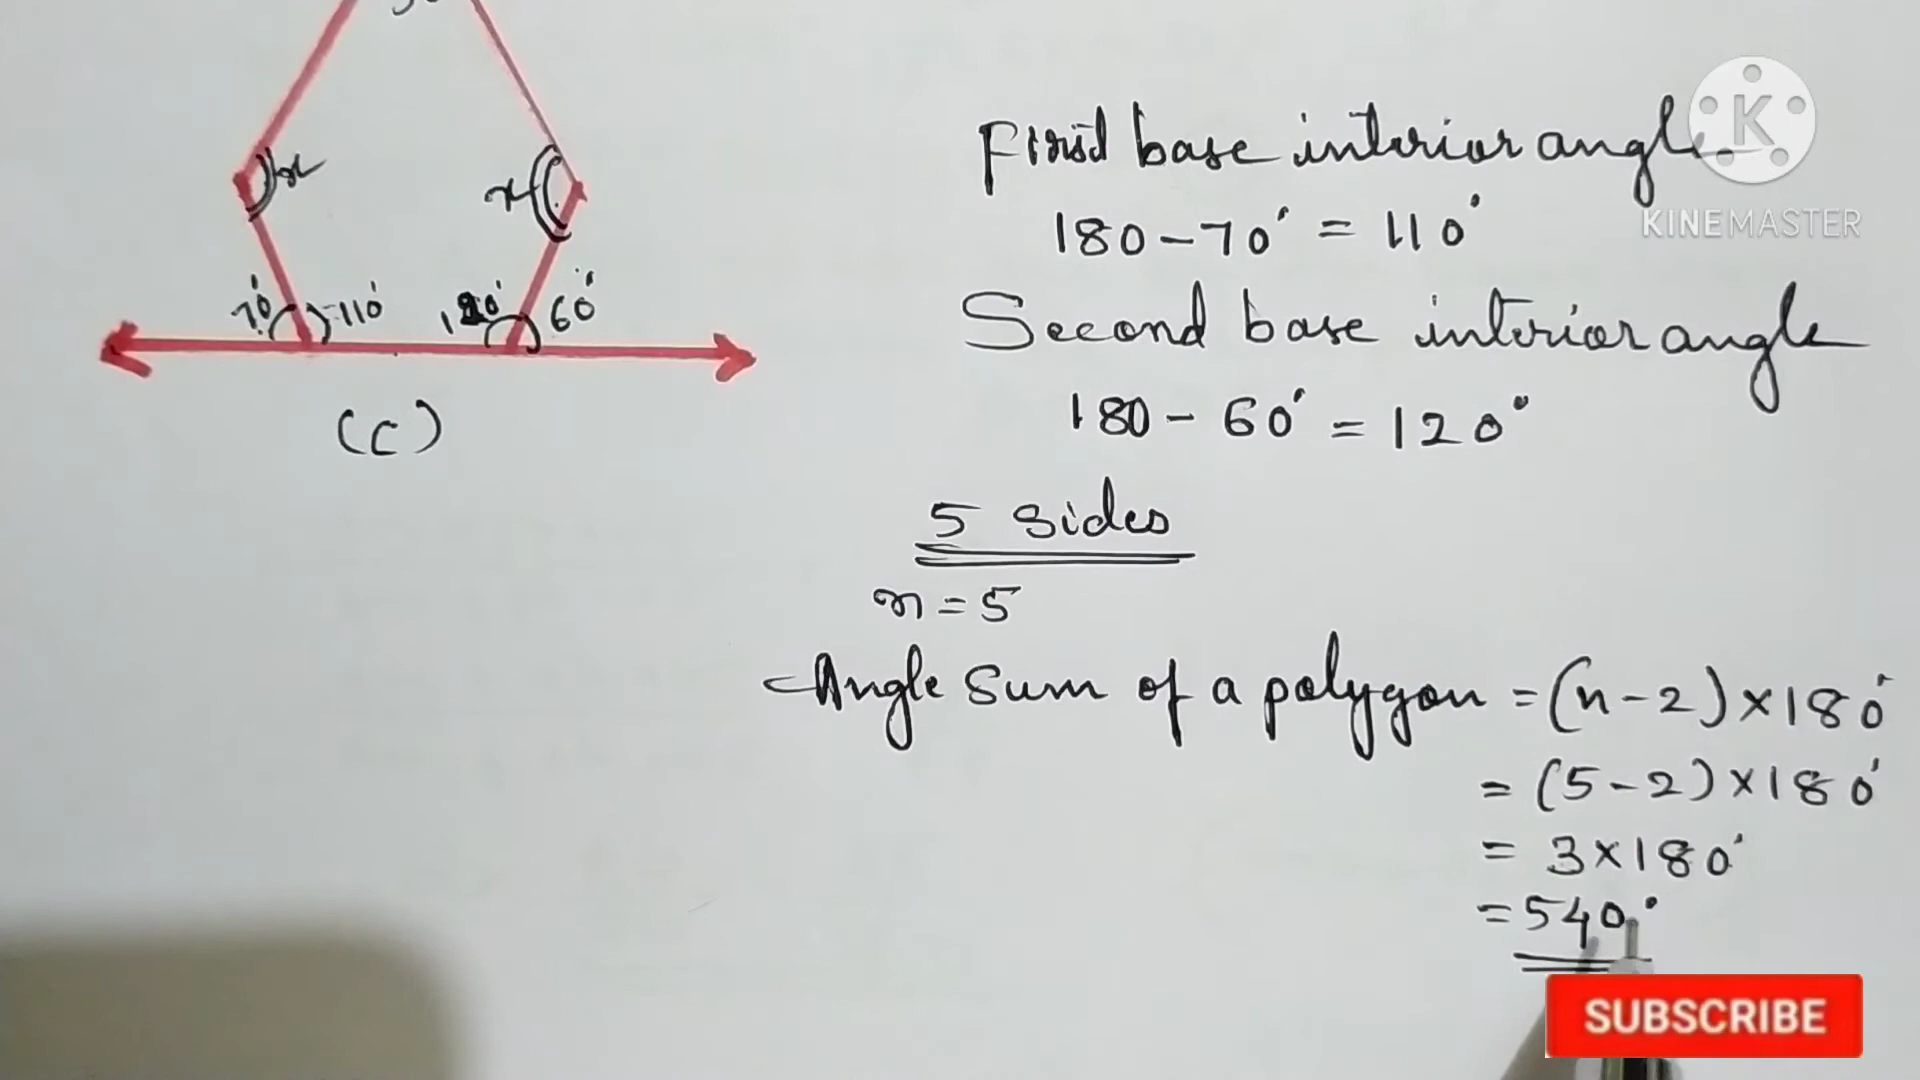 x
x
70° 110° 120° 60°
(C)
First base interior angle
180-70° = 110°
Second base interior angle
180 - 60° = 120°
5 sides
n = 5
Angle sum of a polygon = (n-2)×180°
= (5-2)×180°
= 3×180°
= 540°
K
KINEMASTER
SUBSCRIBE